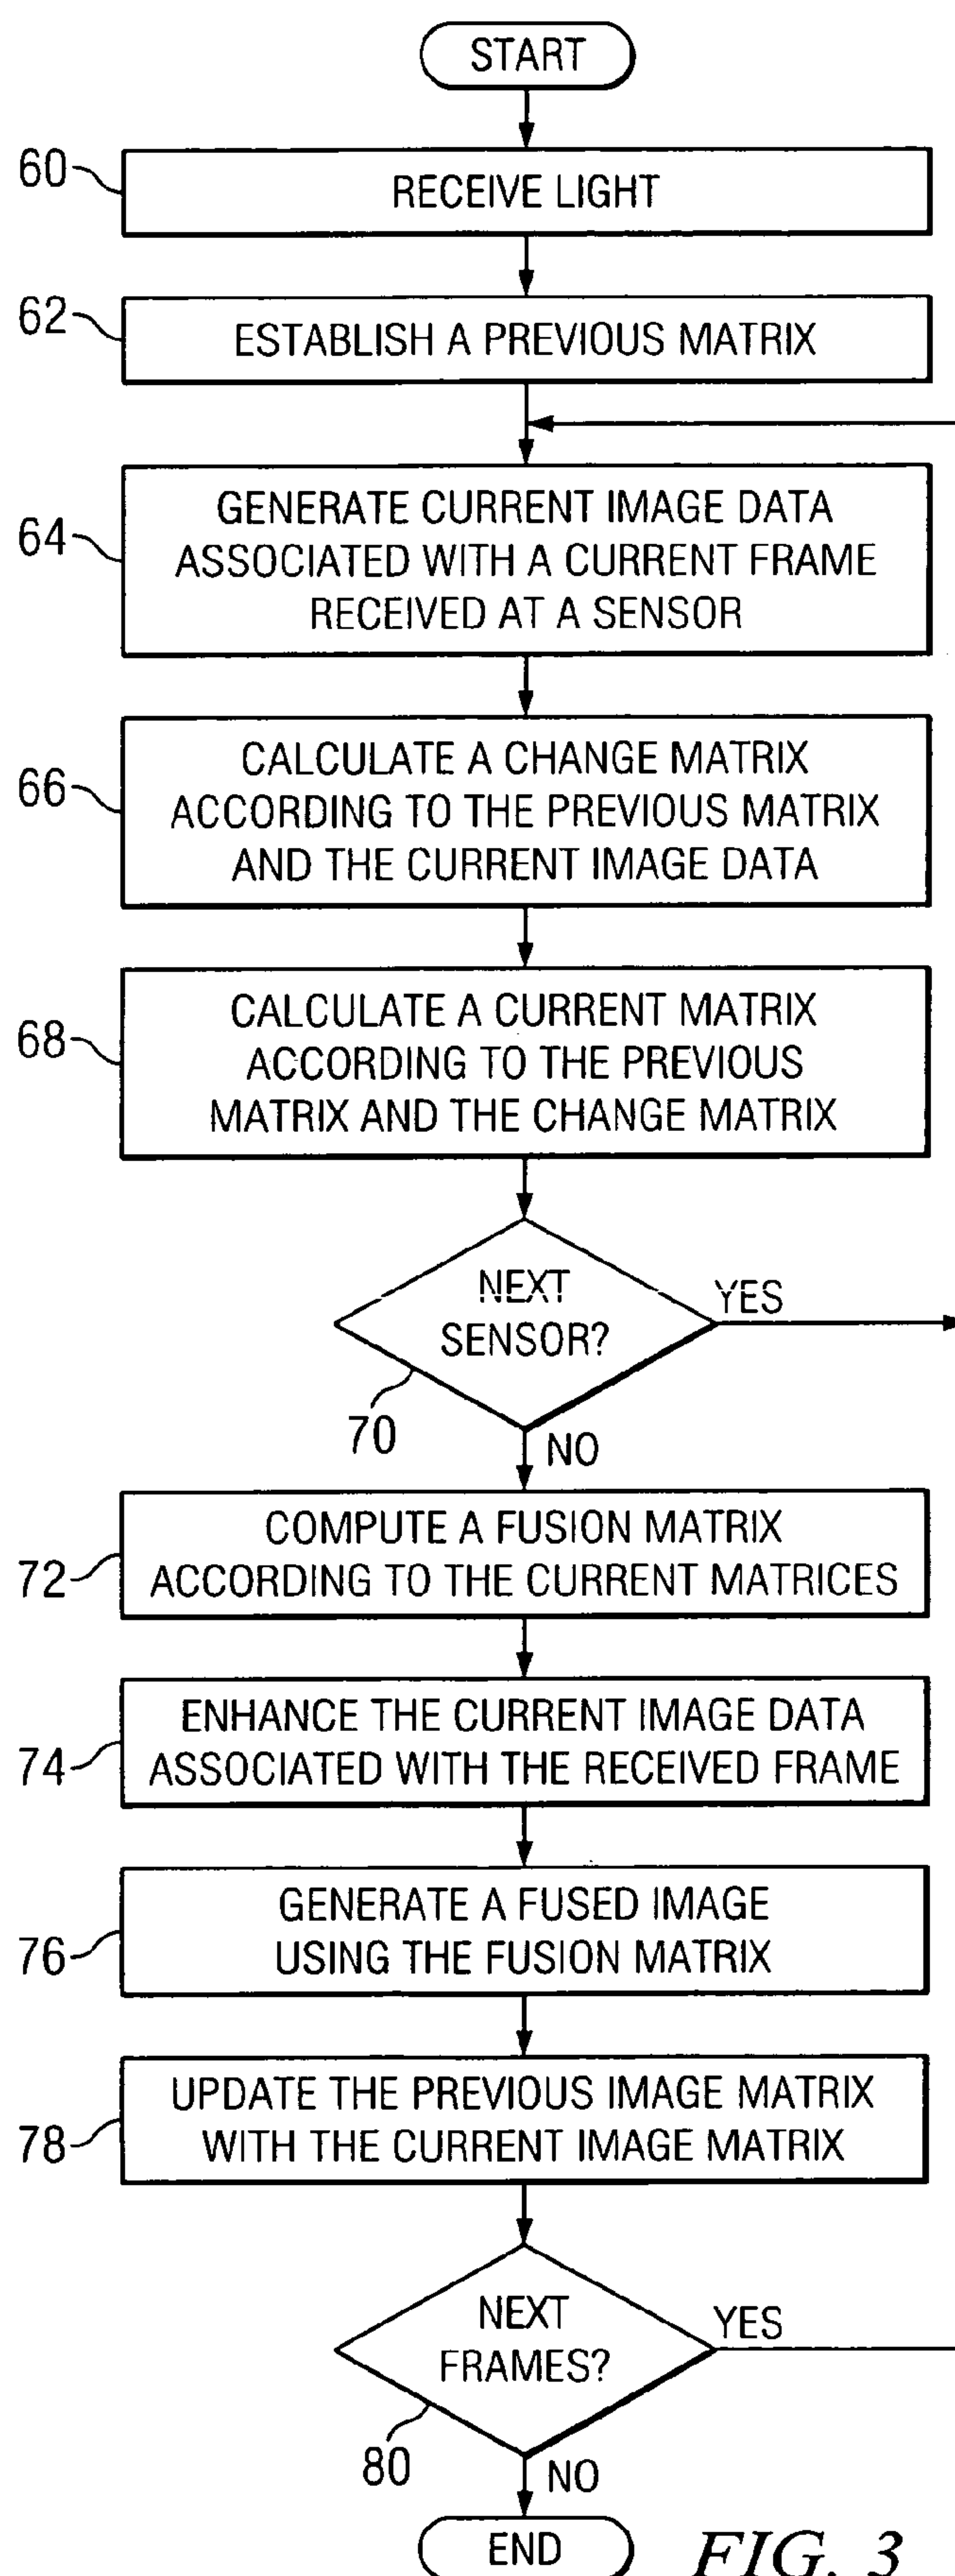 START
60
RECEIVE LIGHT
62
ESTABLISH A PREVIOUS MATRIX
64
GENERATE CURRENT IMAGE DATA
ASSOCIATED WITH A CURRENT FRAME
RECEIVED AT A SENSOR
66
CALCULATE A CHANGE MATRIX
ACCORDING TO THE PREVIOUS MATRIX
AND THE CURRENT IMAGE DATA
68
CALCULATE A CURRENT MATRIX
ACCORDING TO THE PREVIOUS
MATRIX AND THE CHANGE MATRIX
NEXT
SENSOR?
YES
70
NO
72
COMPUTE A FUSION MATRIX
ACCORDING TO THE CURRENT MATRICES
74
ENHANCE THE CURRENT IMAGE DATA
ASSOCIATED WITH THE RECEIVED FRAME
76
GENERATE A FUSED IMAGE
USING THE FUSION MATRIX
78
UPDATE THE PREVIOUS IMAGE MATRIX
WITH THE CURRENT IMAGE MATRIX
NEXT
FRAMES?
YES
80
NO
END
FIG. 3